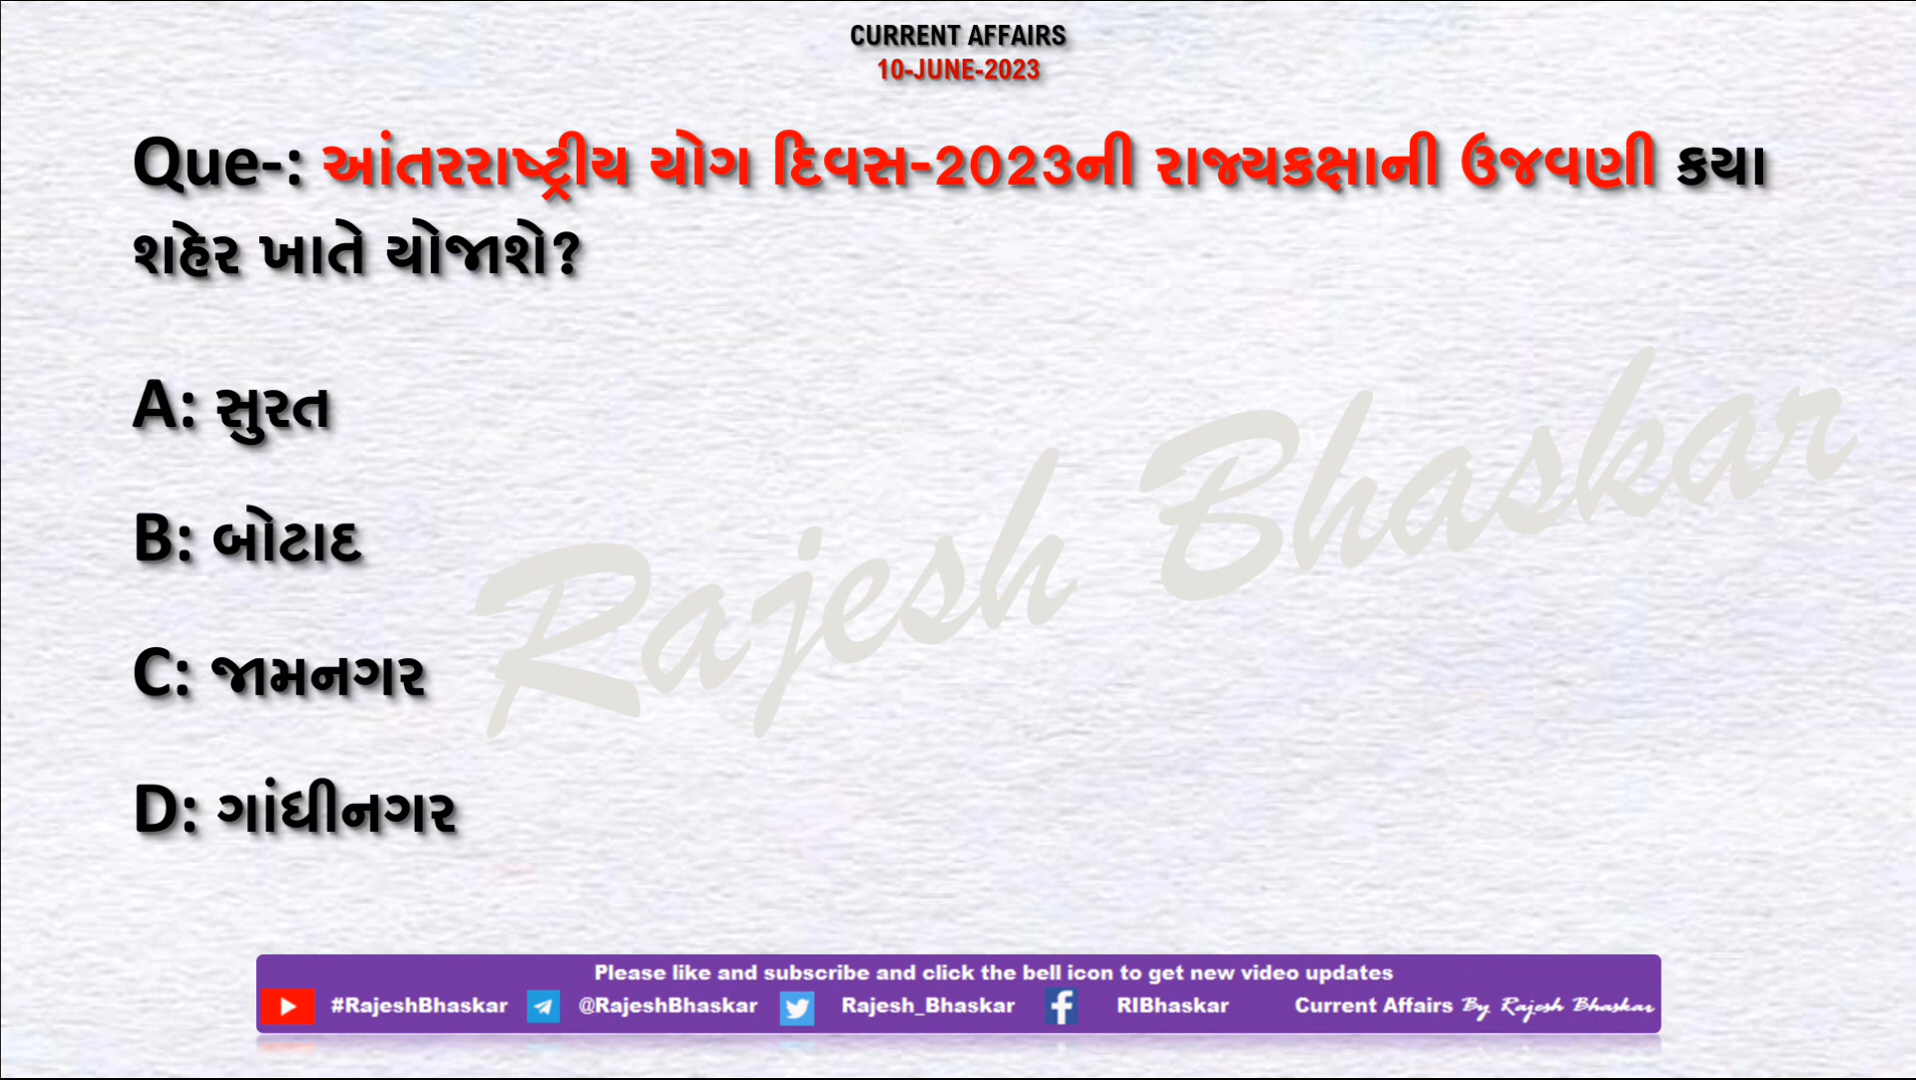 CURRENT AFFAIRS
10-JUNE-2023
Que-: આંતરરાષ્ટ્રીય યોગ દિવસ-2023ની રાજ્યકક્ષાની ઉજવણી કયા
શહેર ખાતે યોજાશે?
A: સુરત
B: બોટાદ
C: જામનગર
D: ગાંધીનગર
Rajesh Bhaskar
Please like and subscribe and click the bell icon to get new video updates
#RajeshBhaskar @RajeshBhaskar Rajesh_Bhaskar RIBhaskar Current Affairs By Rajesh Bhaskar